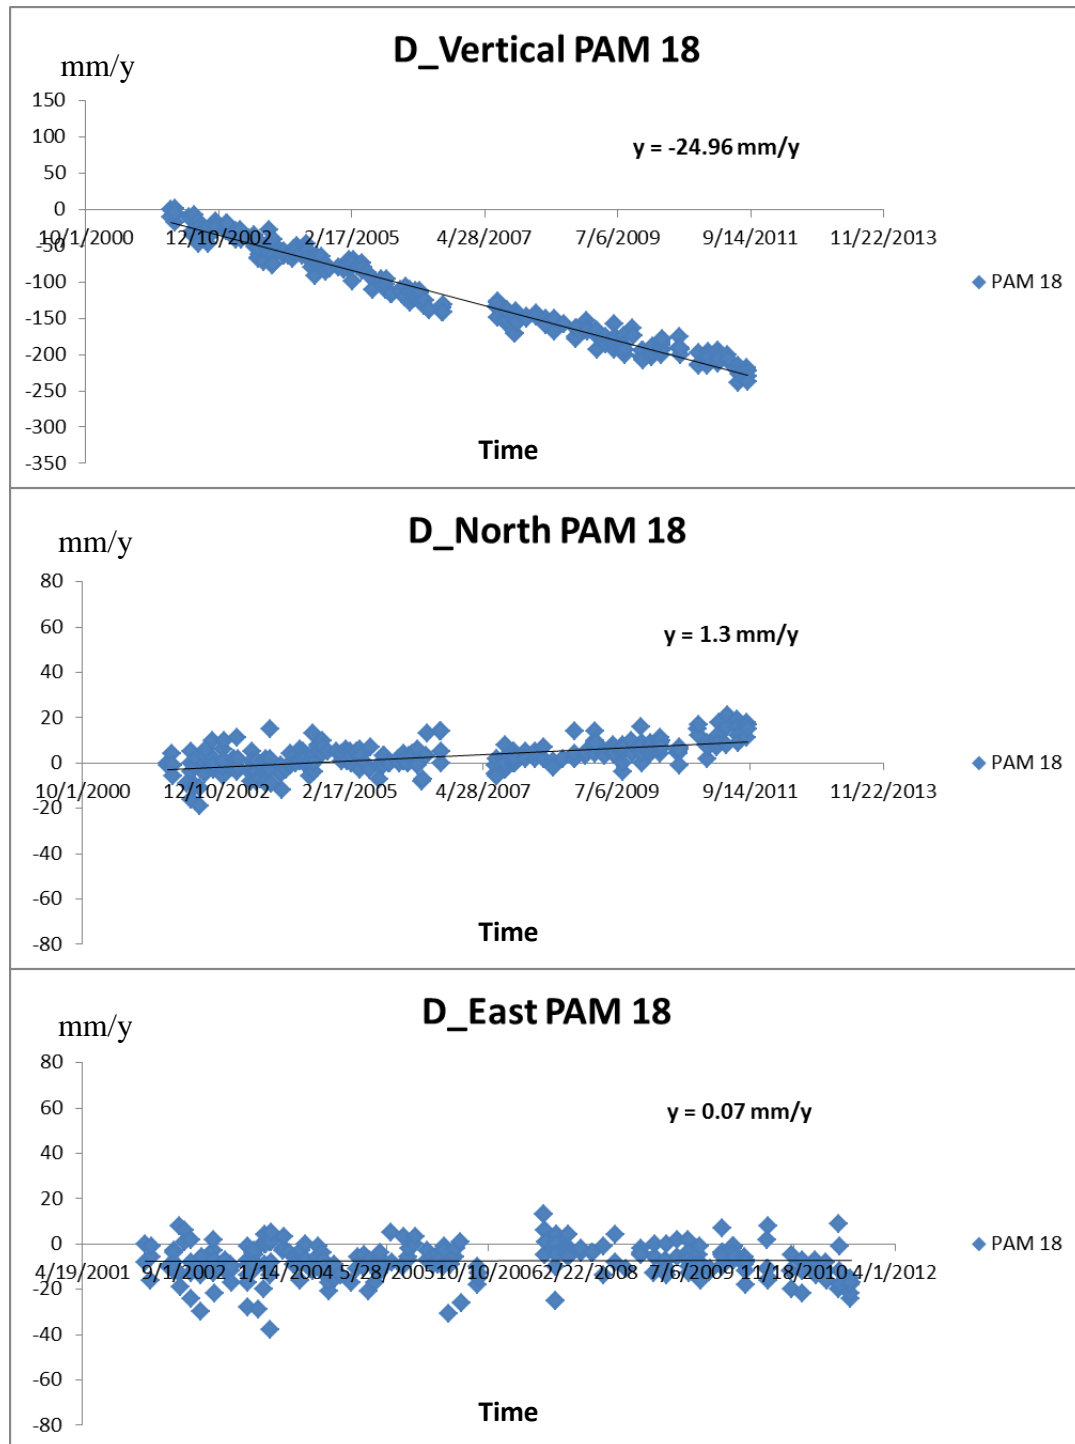 D_Vertical PAM 18
mm/y
150
100
50
0
-50
-100
-150
-200
-250
-300
-350
y = -24.96 mm/y
10/1/2000 12/10/2002 2/17/2005 4/28/2007 7/6/2009 9/14/2011 11/22/2013
PAM 18
Time
D_North PAM 18
mm/y
80
60
40
20
0
-20
-40
-60
-80
y = 1.3 mm/y
10/1/2000 12/10/2002 2/17/2005 4/28/2007 7/6/2009 9/14/2011 11/22/2013
PAM 18
Time
D_East PAM 18
mm/y
80
60
40
20
0
-20
-40
-60
-80
y = 0.07 mm/y
4/19/2001 9/1/2002 1/14/2004 5/28/2005 10/10/2006 2/22/2008 7/6/2009 11/18/2010 4/1/2012
PAM 18
Time